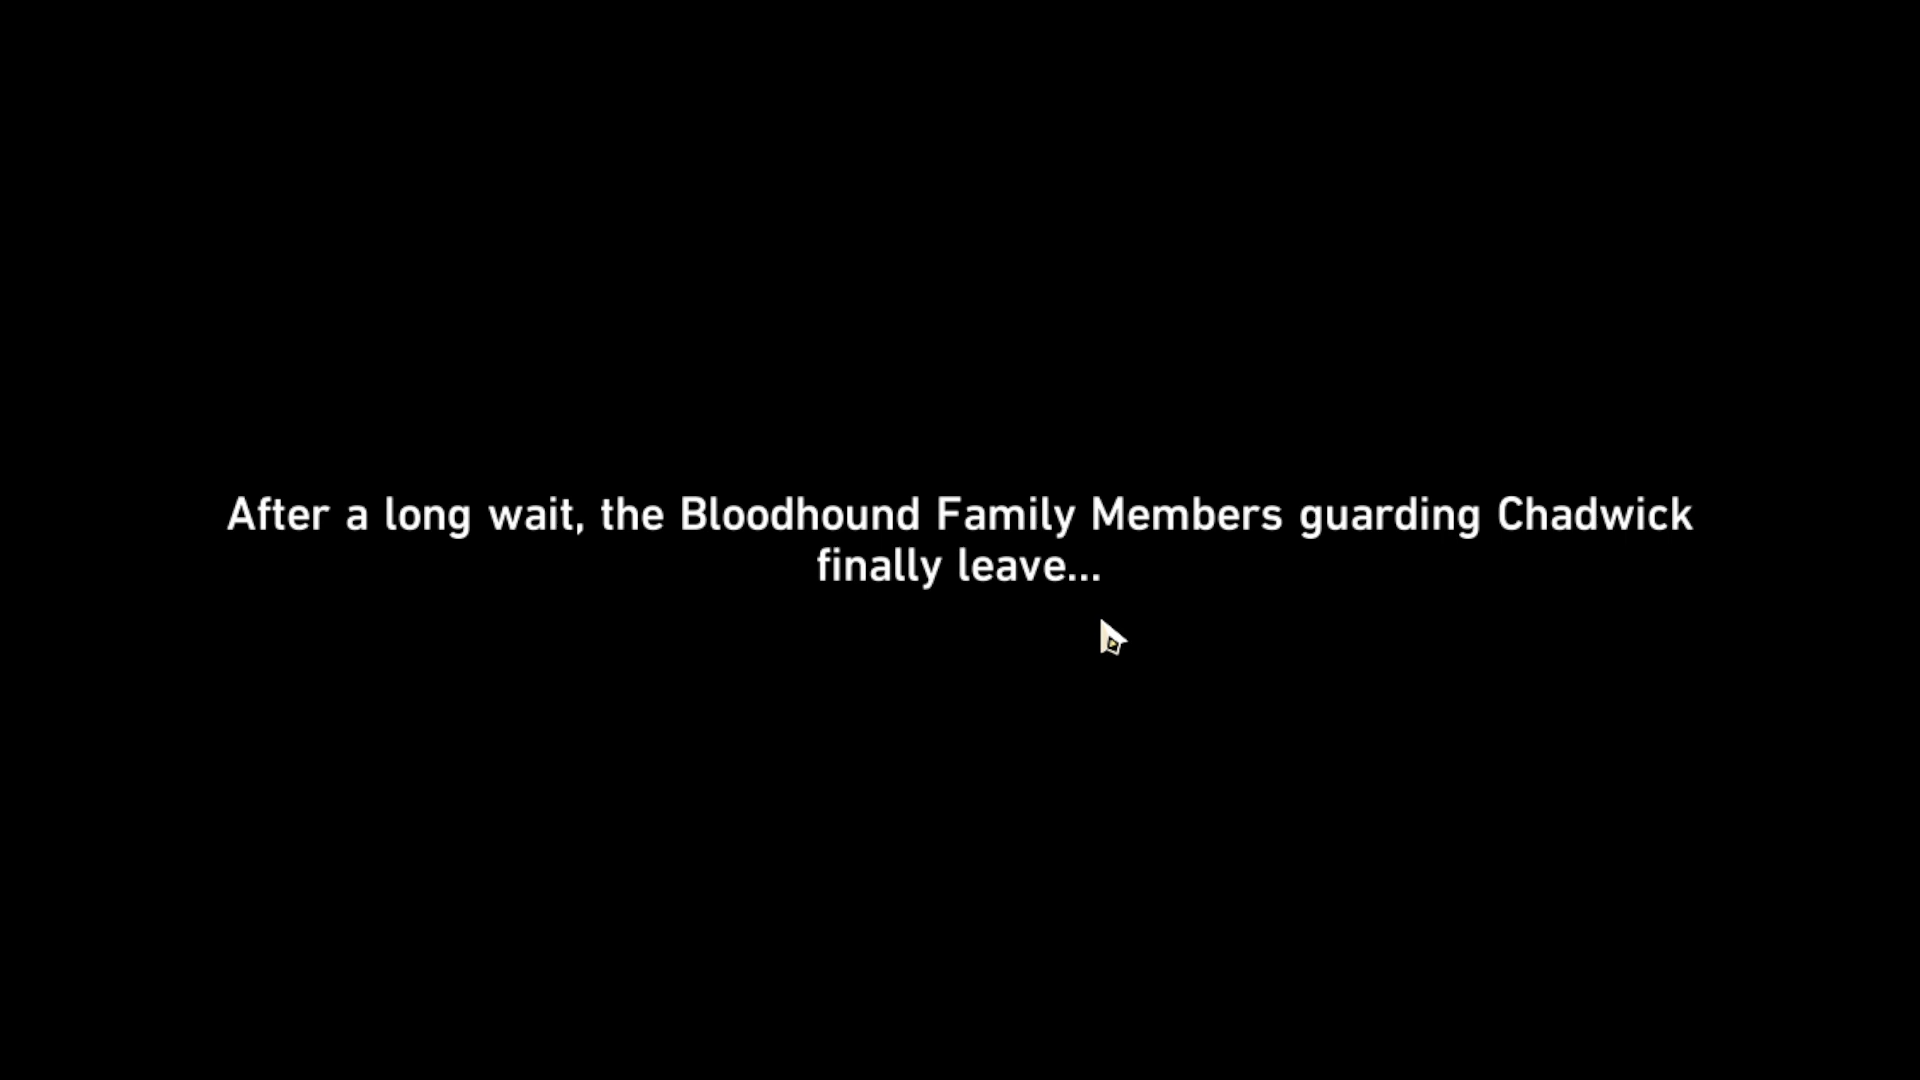 After a long wait, the Bloodhound Family Members guarding Chadwick
finally leave...